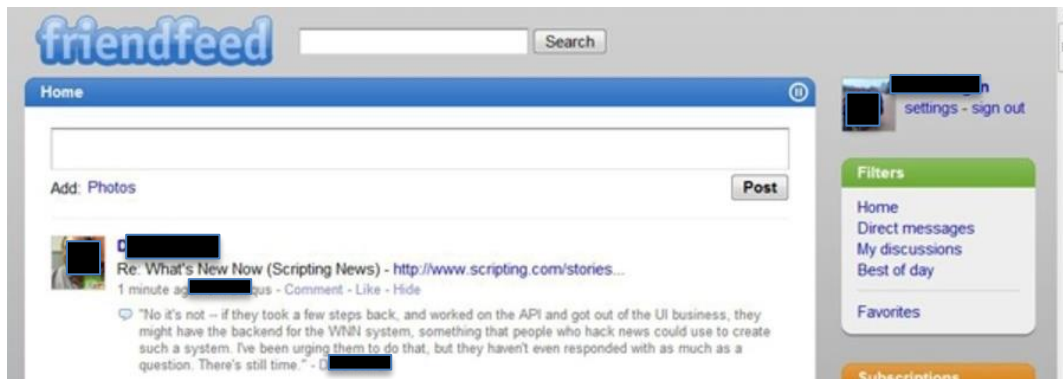 friendfeed
Search
Home
settings - sign out
Add: Photos
Post
Filters
Home
Direct messages
My discussions
Best of day
Favorites
Re: What's New Now (Scripting News) - http://www.scripting.com/stories...
1 minute - Comment - Like - Hide
"No it's not -- if they took a few steps back, and worked on the API and got out of the UI business, they
might have the backend for the WNN system, something that people who hack news could use to create
such a system. I've been urging them to do that, but they haven't even responded with as much as a
question. There's still time." -
Subscriptions